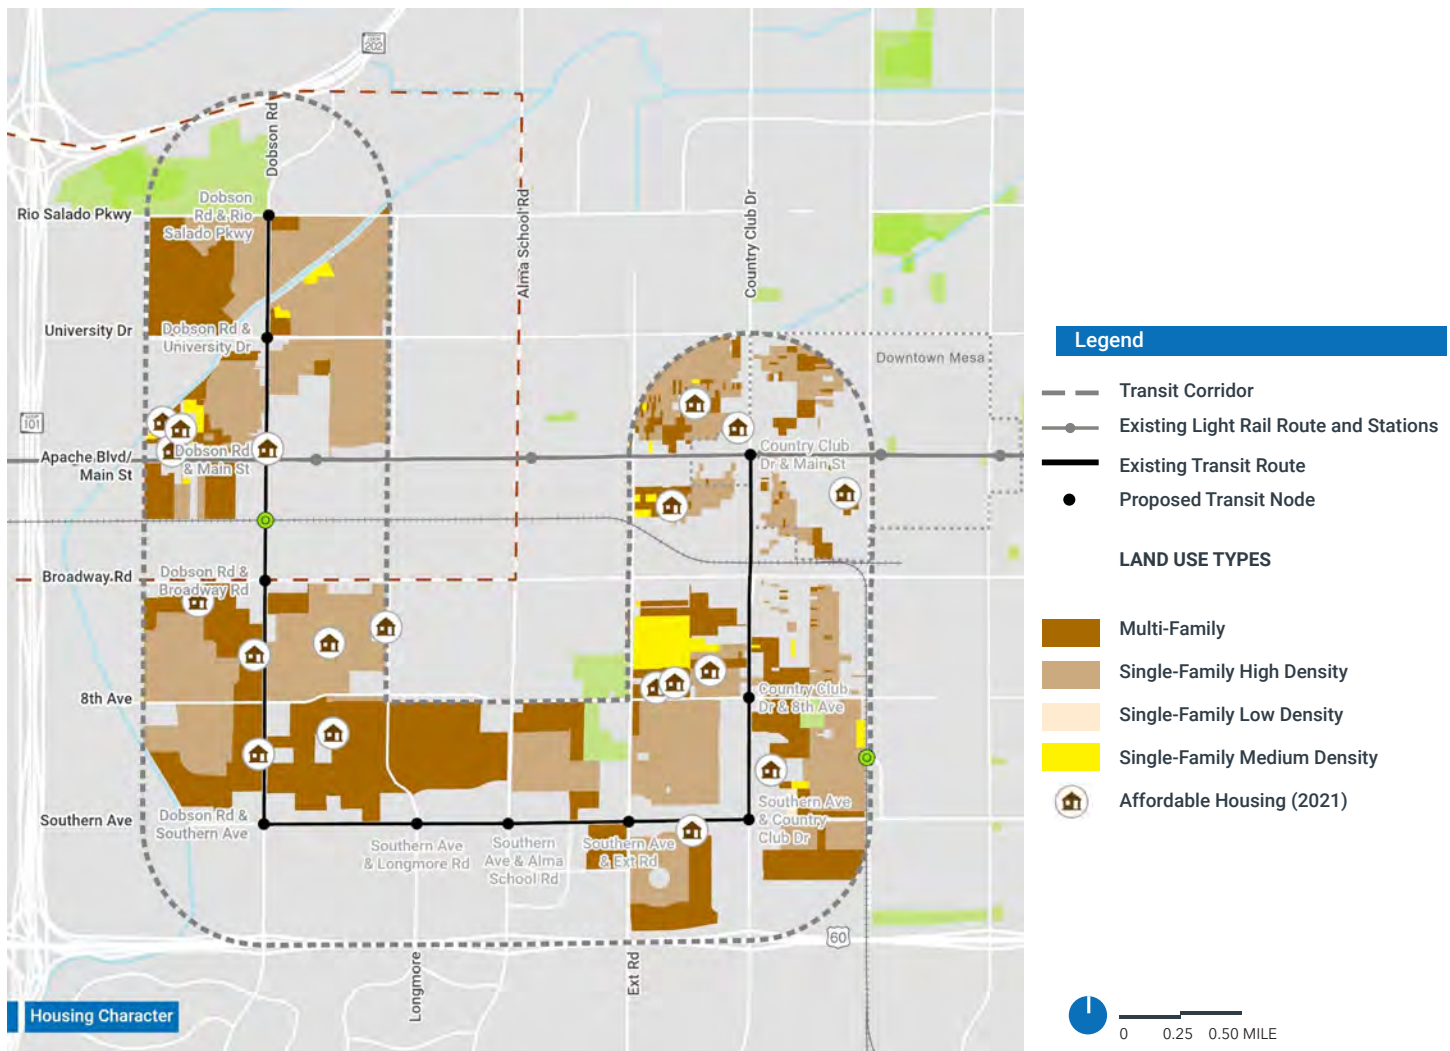 LOOP
202
Dobson Rd
Dobson
Rd & Rio
Salado Pkwy
Rio Salado Pkwy
Alma School Rd
Country Club Dr
University Dr
Dobson Rd &
University Dr
Downtown Mesa
101
Apache Blvd/
Main St
Dobson Rd
& Main St
Country Club
Dr & Main St
Broadway Rd
Dobson Rd &
Broadway Rd
8th Ave
Country Club
Dr & 8th Ave
Southern Ave
Dobson Rd &
Southern Ave
Southern Ave
& Longmore Rd
Southern
Ave & Alma
School Rd
Southern Ave
& Ext Rd
Southern Ave
& Country
Club Dr
60
Longmore
Ext Rd
Housing Character
Legend
Transit Corridor
Existing Light Rail Route and Stations
Existing Transit Route
Proposed Transit Node
LAND USE TYPES
Multi-Family
Single-Family High Density
Single-Family Low Density
Single-Family Medium Density
Affordable Housing (2021)
0 0.25 0.50 MILE